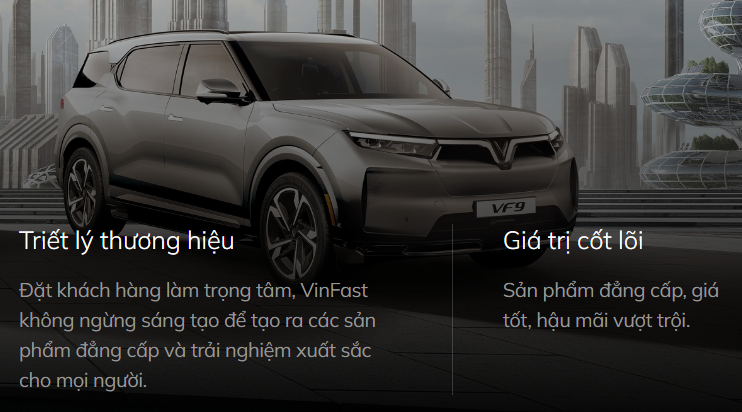 VF9
Triết lý thương hiệu
Đặt khách hàng làm trọng tâm, VinFast
không ngừng sáng tạo để tạo ra các sản
phẩm đẳng cấp và trải nghiệm xuất sắc
cho mọi người.
Giá trị cốt lõi
Sản phẩm đẳng cấp, giá
tốt, hậu mãi vượt trội.